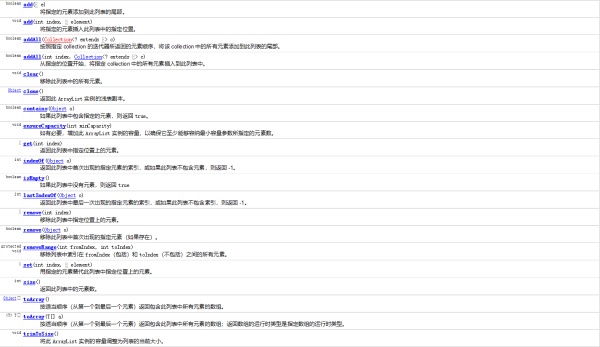 boolean add(E e)
将指定的元素添加到此列表的尾部。
void add(int index, E element)
将指定的元素插入此列表中的指定位置。
boolean addAll(Collection<? extends E> c)
按照指定 collection 的迭代器所返回的元素顺序，将该 collection 中的所有元素添加到此列表的尾部。
boolean addAll(int index, Collection<? extends E> c)
从指定的位置开始，将指定 collection 中的所有元素插入到此列表中。
void clear()
移除此列表中的所有元素。
Object clone()
返回此 ArrayList 实例的浅表副本。
boolean contains(Object o)
如果此列表中包含指定的元素，则返回 true。
void ensureCapacity(int minCapacity)
如有必要，增加此 ArrayList 实例的容量，以确保它至少能够容纳最小容量参数所指定的元素数。
E get(int index)
返回此列表中指定位置上的元素。
int indexOf(Object o)
返回此列表中首次出现的指定元素的索引，或如果此列表不包含元素，则返回 -1。
boolean isEmpty()
如果此列表中没有元素，则返回 true
int lastIndexOf(Object o)
返回此列表中最后一次出现的指定元素的索引，或如果此列表不包含索引，则返回 -1。
E remove(int index)
移除此列表中指定位置上的元素。
boolean remove(Object o)
移除此列表中首次出现的指定元素（如果存在）。
protected void removeRange(int fromIndex, int toIndex)
移除列表中索引在 fromIndex（包括）和 toIndex（不包括）之间的所有元素。
E set(int index, E element)
用指定的元素替代此列表中指定位置上的元素。
int size()
返回此列表中的元素数。
Object[] toArray()
按适当顺序（从第一个到最后一个元素）返回包含此列表中所有元素的数组。
<T> T[] toArray(T[] a)
按适当顺序（从第一个到最后一个元素）返回包含此列表中所有元素的数组；返回数组的运行时类型是指定数组的运行时类型。
void trimToSize()
将此 ArrayList 实例的容量调整为列表的当前大小。